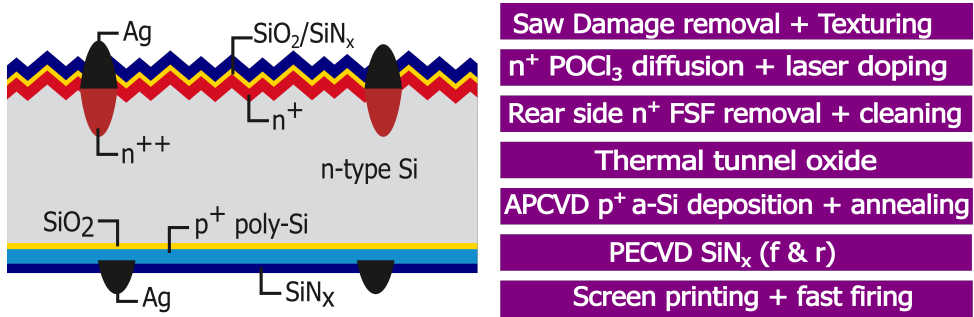 Ag
SiO₂/SiNₓ
n⁺
n⁺⁺
n-type Si
SiO₂
p⁺ poly-Si
Ag
SiNₓ
Saw Damage removal + Texturing
n⁺ POCl₃ diffusion + laser doping
Rear side n⁺ FSF removal + cleaning
Thermal tunnel oxide
APCVD p⁺ a-Si deposition + annealing
PECVD SiNₓ (f & r)
Screen printing + fast firing